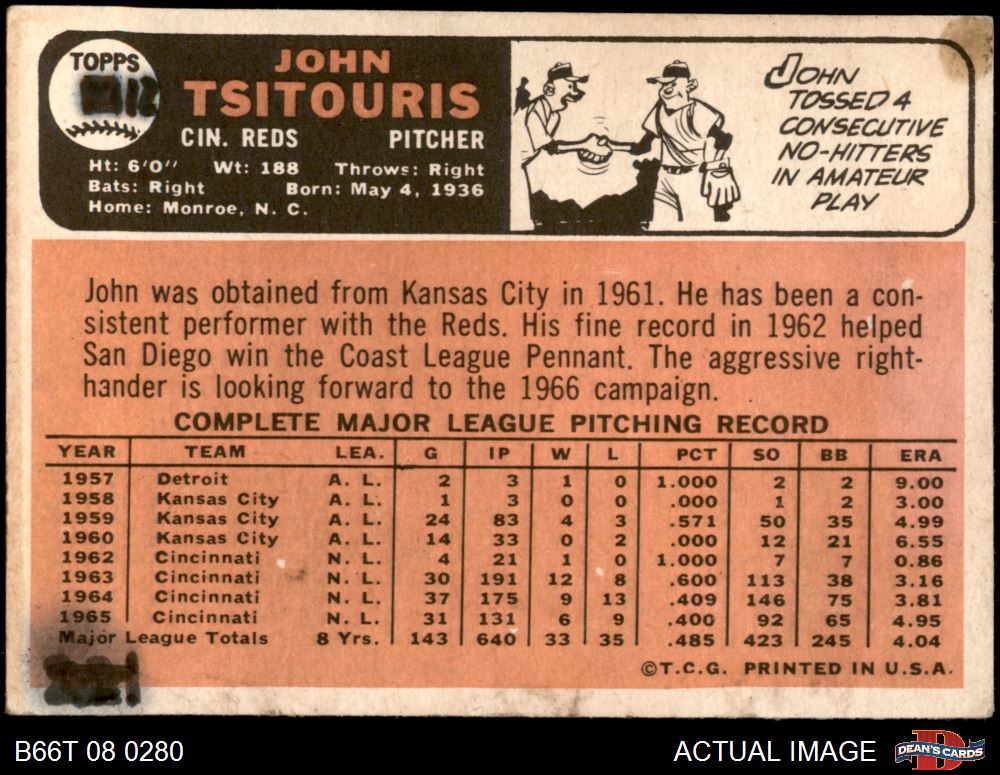 TOPPS
JOHN
TSITOURIS
CIN. REDS PITCHER
Ht: 6'0" Wt: 188 Throws: Right
Bats: Right Born: May 4, 1936
Home: Monroe, N. C.
JOHN
TOSSED 4
CONSECUTIVE
NO-HITTERS
IN AMATEUR
PLAY
John was obtained from Kansas City in 1961. He has been a con-
sistent performer with the Reds. His fine record in 1962 helped
San Diego win the Coast League Pennant. The aggressive right-
hander is looking forward to the 1966 campaign.
COMPLETE MAJOR LEAGUE PITCHING RECORD
YEAR TEAM LEA. G IP W L PCT SO BB ERA
1957 Detroit A. L. 2 3 1 0 1.000 2 2 9.00
1958 Kansas City A. L. 1 3 0 0 .000 1 2 3.00
1959 Kansas City A. L. 24 83 4 3 .571 50 35 4.99
1960 Kansas City A. L. 14 33 0 2 .000 12 21 6.55
1962 Cincinnati N. L. 4 21 1 0 1.000 7 7 0.86
1963 Cincinnati N. L. 30 191 12 8 .600 113 38 3.16
1964 Cincinnati N. L. 37 175 9 13 .409 146 75 3.81
1965 Cincinnati N. L. 31 131 6 9 .400 92 65 4.95
Major League Totals 8 Yrs. 143 640 33 35 .485 423 245 4.04
©T.C.G. PRINTED IN U.S.A.
B66T 08 0280 ACTUAL IMAGE
DEAN'S CARDS